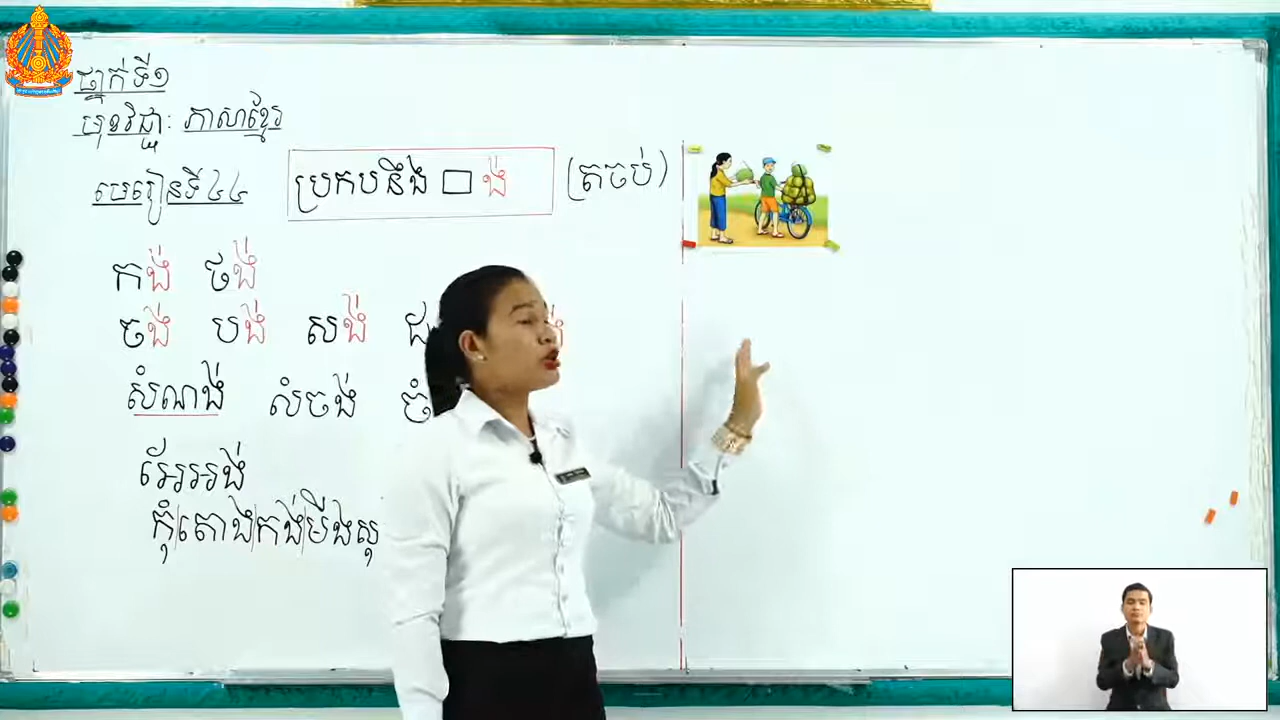 ថ្នាក់ទី១
មុខវិជ្ជាៈ ភាសាខ្មែរ
មេរៀនទី៤៤
ប្រកបនឹង □ ង់ (តចប់)
កង់ ថង់
ចង់ បង់ សង់
សំណង់ សំចង់ ចំ
អែអង់
កុំ|តោង|កង់|មីងសុ